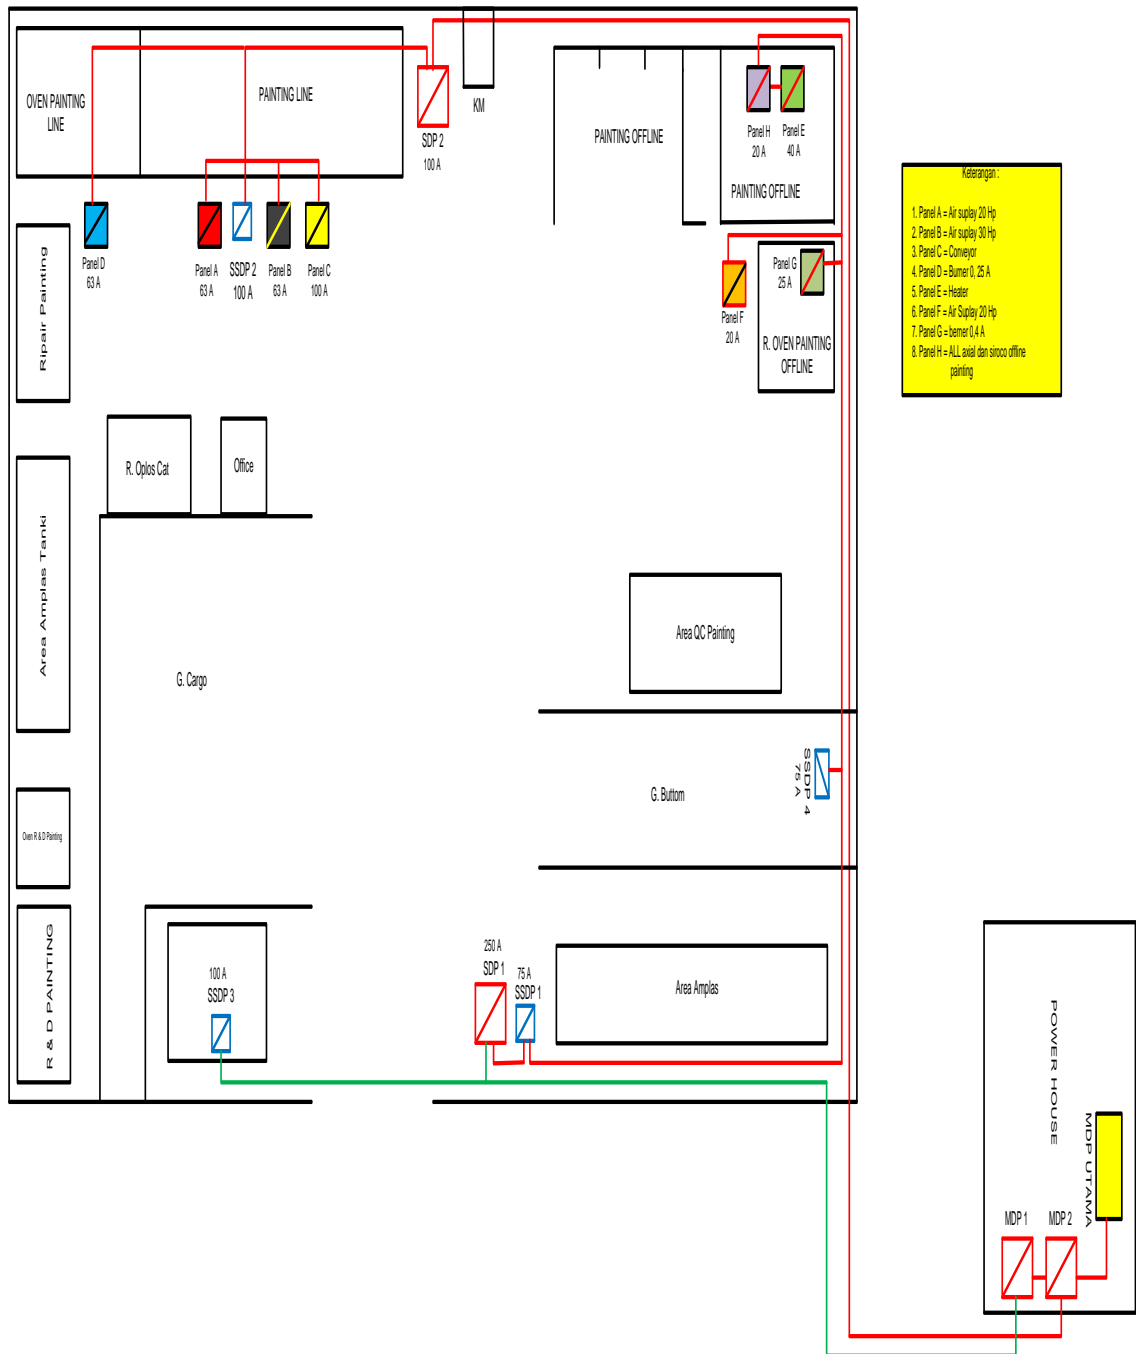 OVEN PAINTING
LINE
PAINTING LINE
SDP 2
100 A
KM
PAINTING OFFLINE
Panel H
20 A
Panel E
40 A
PAINTING OFFLINE
Panel D
63 A
Panel A
63 A
SSDP 2
100 A
Panel B
63 A
Panel C
100 A
Panel G
25 A
Panel F
20 A
R. OVEN PAINTING
OFFLINE
Keterangan :
1. Panel A = Air suplay 20 Hp
2. Panel B = Air suplay 30 Hp
3. Panel C = Conveyor
4. Panel D = Burner 0, 25 A
5. Panel E = Heater
6. Panel F = Air Suplay 20 Hp
7. Panel G = berner 0,4 A
8. Panel H = ALL axial dan siroco offline
painting
Ripair Painting
R. Oplos Cat
Office
Area Amplas Tanki
G. Cargo
Area QC Painting
G. Buttom
SSDP 4
75 A
Oven R & D Painting
R & D PAINTING
100 A
SSDP 3
250 A
SDP 1
75 A
SSDP 1
Area Amplas
POWER HOUSE
MDP UTAMA
MDP 1
MDP 2